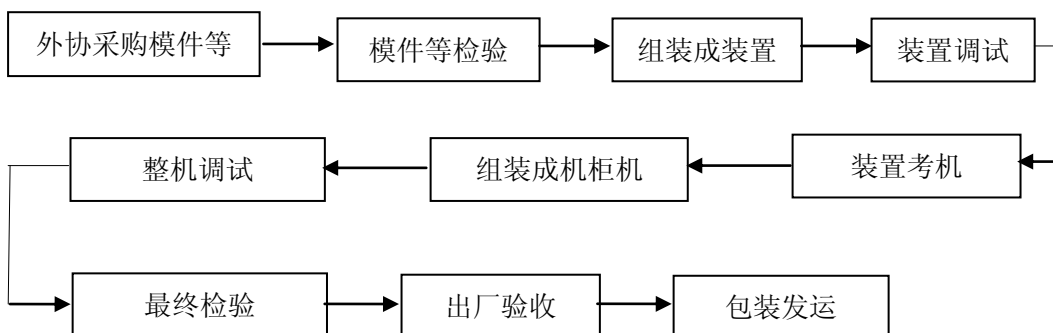 外协采购模件等
模件等检验
组装成装置
装置调试
装置考机
组装成机柜机
整机调试
最终检验
出厂验收
包装发运